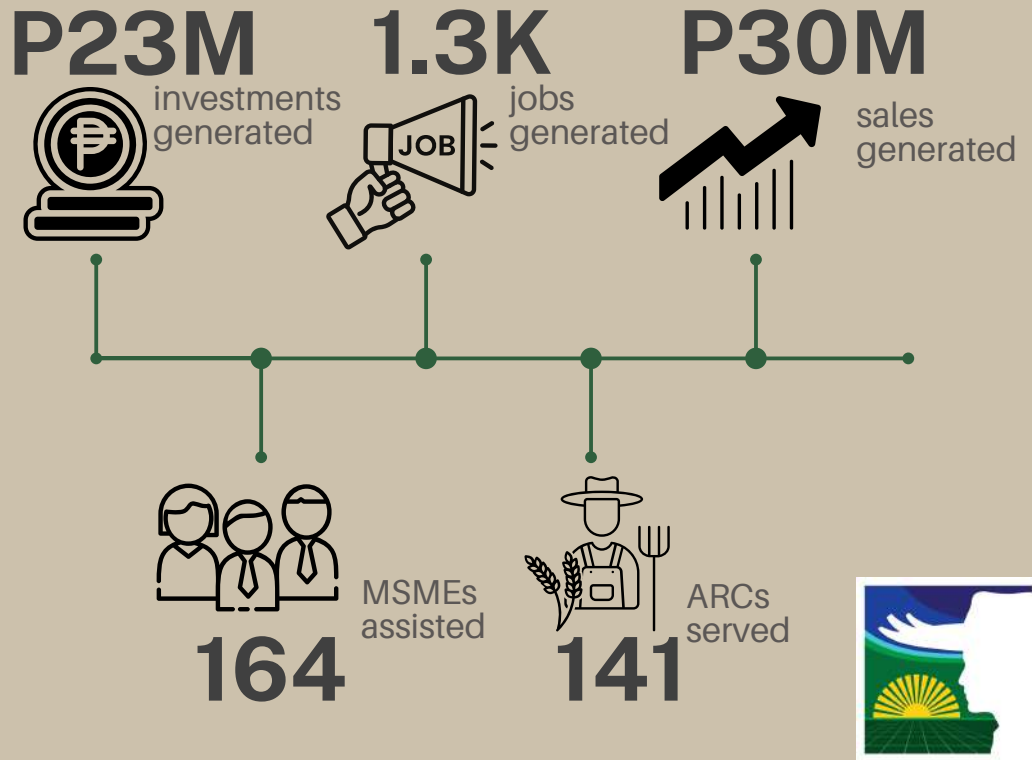 P23M
investments
generated
1.3K
JOB
jobs
generated
P30M
sales
generated
MSMEs
assisted
164
ARCs
served
141